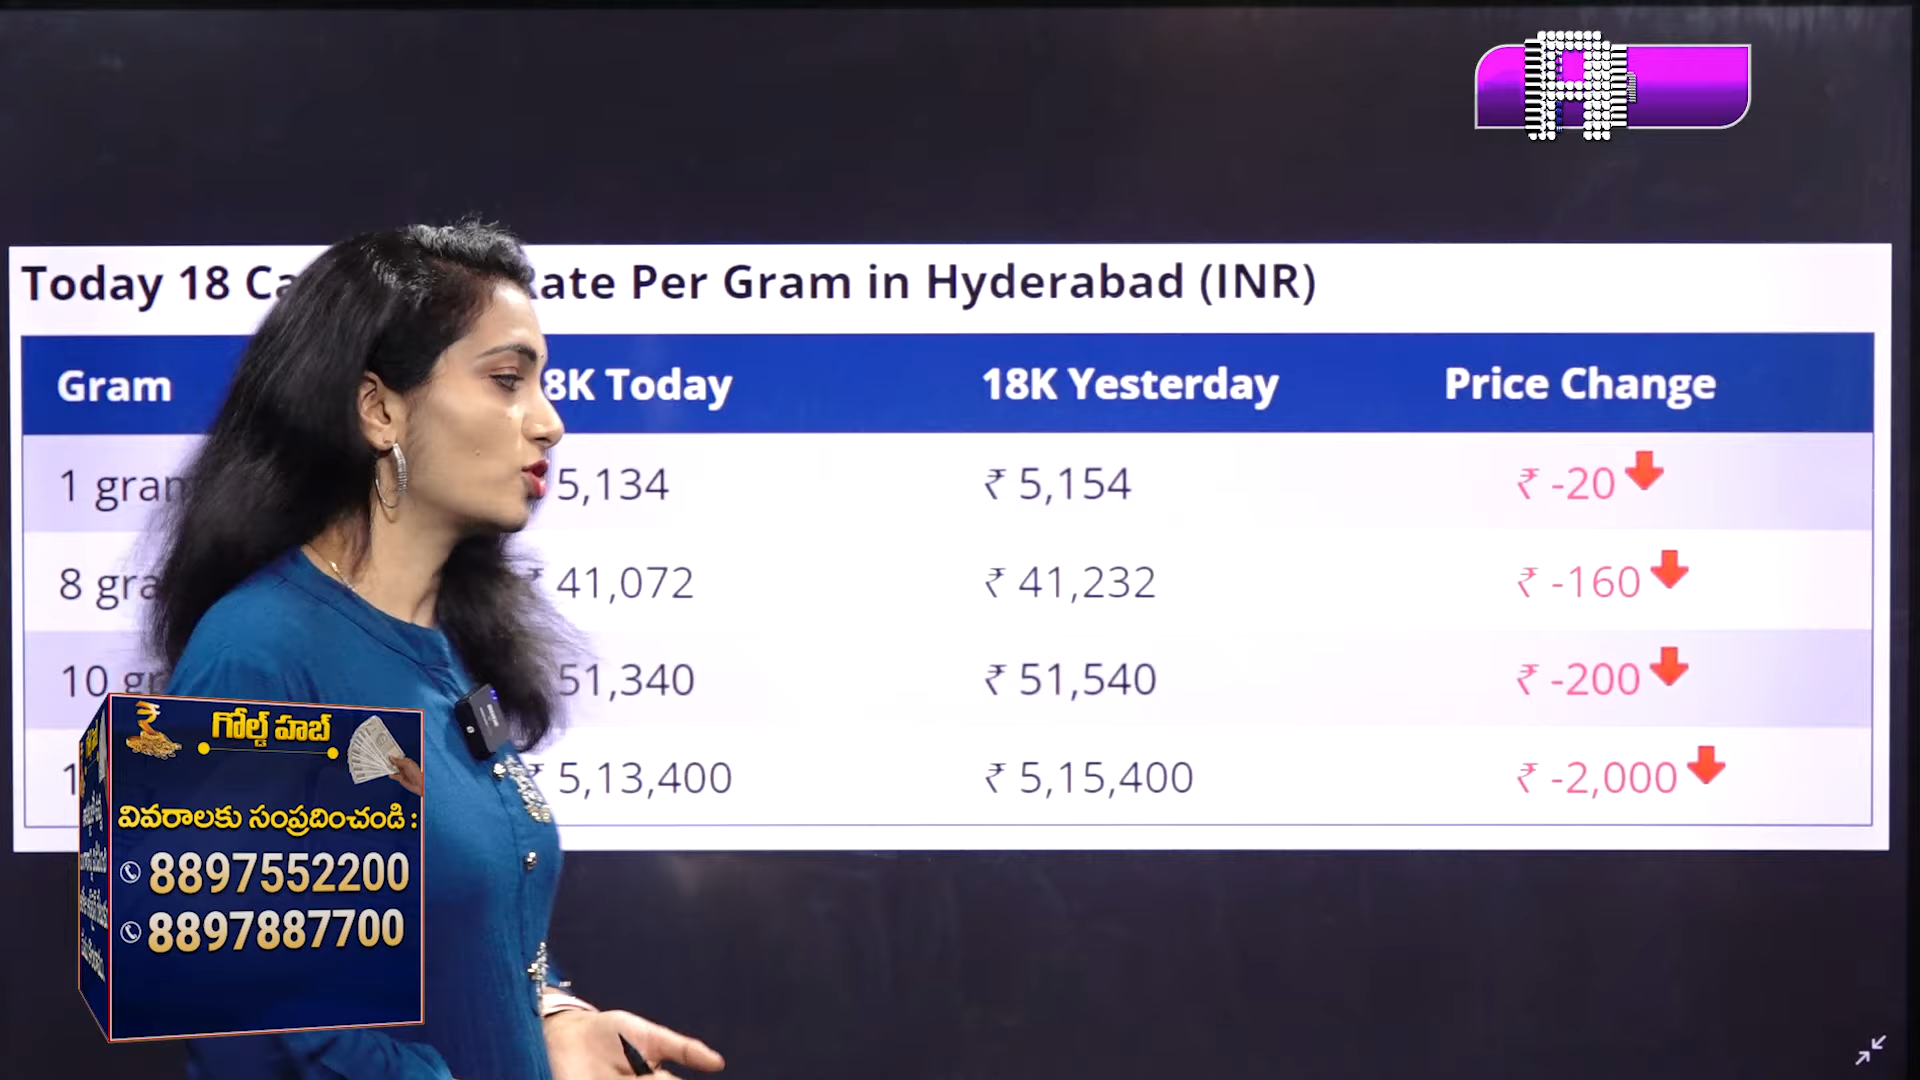 A
Today 18 Ca ate Per Gram in Hyderabad (INR)
Gram 8K Today 18K Yesterday Price Change
1 gram 5,134 ₹ 5,154 ₹ -20
8 gra ₹ 41,072 ₹ 41,232 ₹ -160
10 gr 51,340 ₹ 51,540 ₹ -200
1 ₹ 5,13,400 ₹ 5,15,400 ₹ -2,000
గోల్డ్ హబ్
వివరాలకు సంప్రదించండి :
8897552200
8897887700